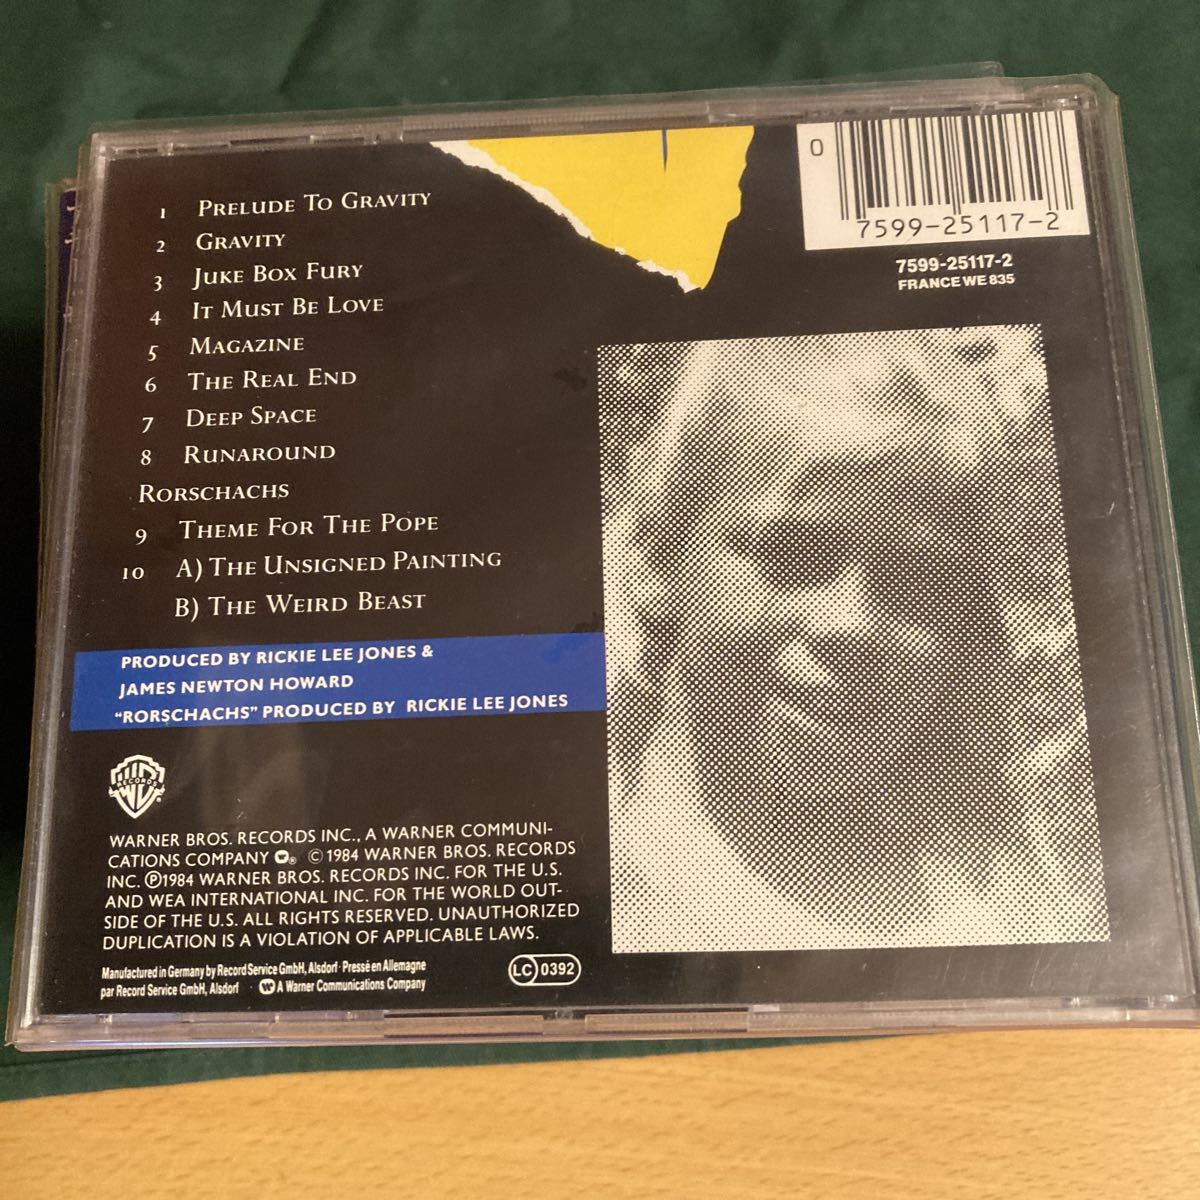 1 PRELUDE TO GRAVITY
2 GRAVITY
3 JUKE BOX FURY
4 IT MUST BE LOVE
5 MAGAZINE
6 THE REAL END
7 DEEP SPACE
8 RUNAROUND
RORSCHACHS
9 THEME FOR THE POPE
10 A) THE UNSIGNED PAINTING
B) THE WEIRD BEAST
PRODUCED BY RICKIE LEE JONES &
JAMES NEWTON HOWARD
“RORSCHACHS” PRODUCED BY RICKIE LEE JONES
0
7599-25117-2
7599-25117-2
FRANCE WE 835
WB
RECORDS
WARNER BROS. RECORDS INC., A WARNER COMMUNI-
CATIONS COMPANY ®. © 1984 WARNER BROS. RECORDS
INC. ℗1984 WARNER BROS. RECORDS INC. FOR THE U.S.
AND WEA INTERNATIONAL INC. FOR THE WORLD OUT-
SIDE OF THE U.S. ALL RIGHTS RESERVED. UNAUTHORIZED
DUPLICATION IS A VIOLATION OF APPLICABLE LAWS.
Manufactured in Germany by Record Service GmbH, Alsdorf · Pressé en Allemagne
par Record Service GmbH, Alsdorf · A Warner Communications Company
LC 0392